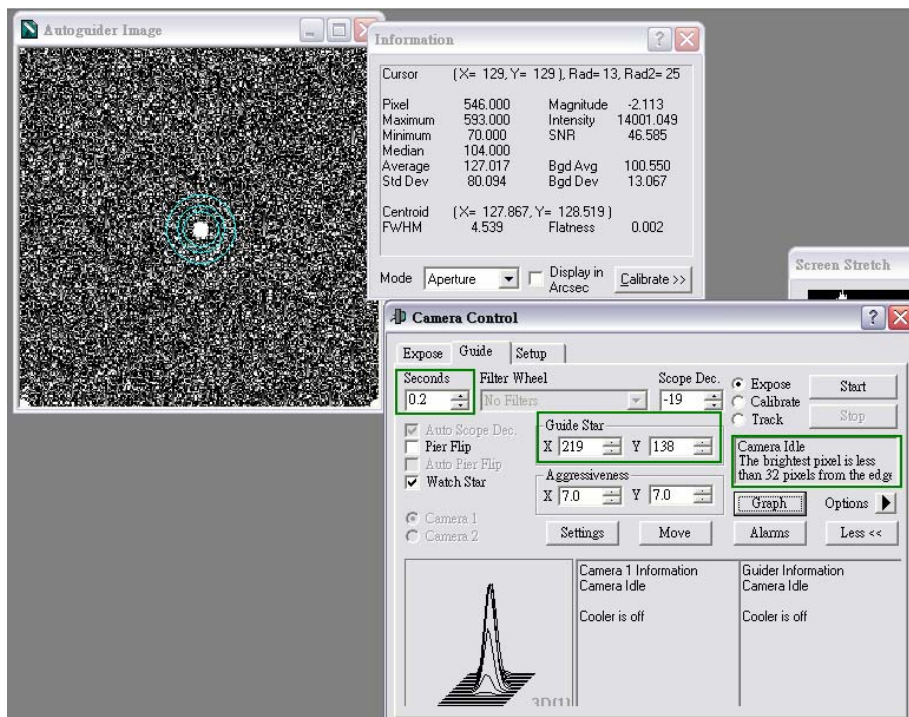 Autoguider Image
Information
Cursor (X= 129, Y= 129 ), Rad= 13, Rad2= 25
Pixel 546.000 Magnitude -2.113
Maximum 593.000 Intensity 14001.049
Minimum 70.000 SNR 46.585
Median 104.000
Average 127.017 Bgd Avg 100.550
Std Dev 80.094 Bgd Dev 13.067
Centroid (X= 127.867, Y= 128.519 )
FWHM 4.539 Flatness 0.002
Mode Aperture Display in Arcsec Calibrate >>
Screen Stretch
Camera Control
Expose Guide Setup
Seconds Filter Wheel Scope Dec.
0.2 No Filters -19
Expose Start
Calibrate
Track Stop
Auto Scope Dec.
Pier Flip
Auto Pier Flip
Watch Star
Guide Star
X 219 Y 138
Camera Idle
The brightest pixel is less
than 32 pixels from the edge
Aggressiveness
X 7.0 Y 7.0
Graph Options
Camera 1
Camera 2
Settings Move Alarms Less <<
Camera 1 Information
Camera Idle
Cooler is off
Guider Information
Camera Idle
Cooler is off
3D(1)